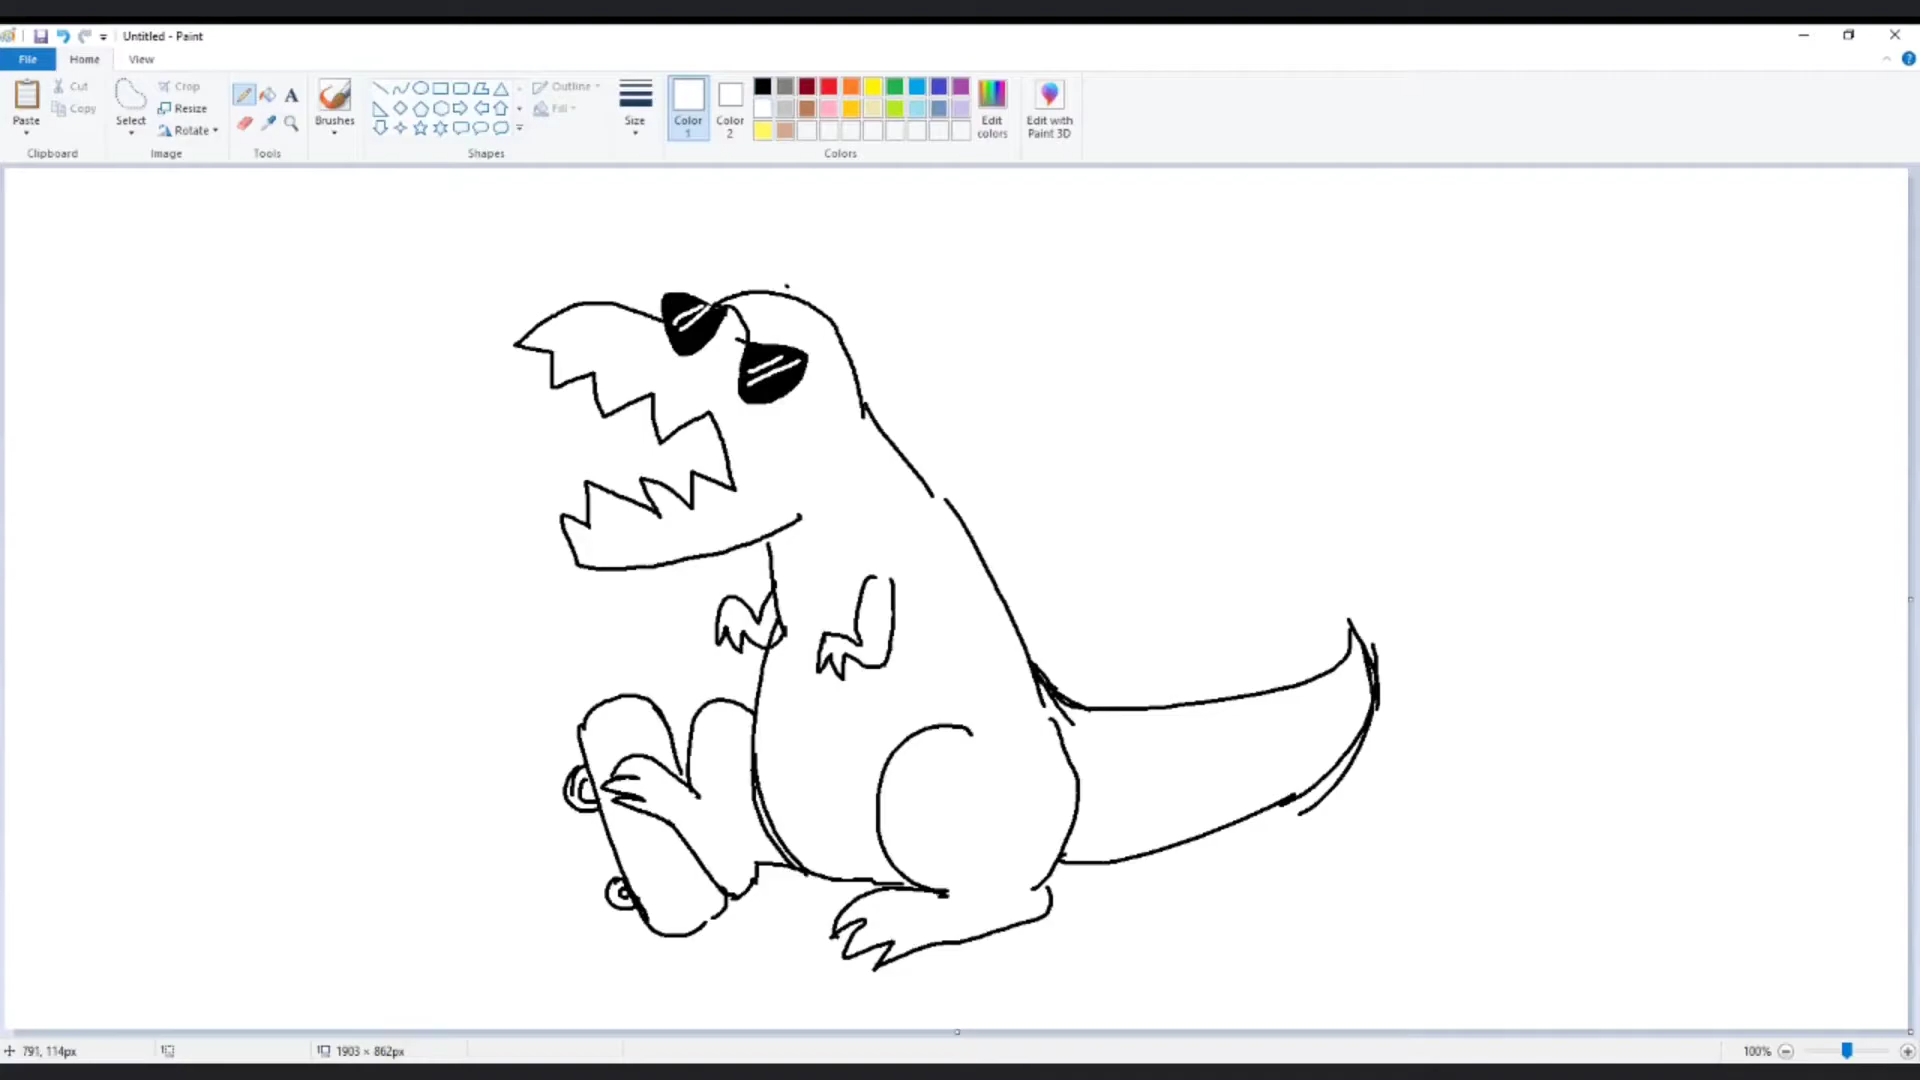 Untitled - Paint
File Home View
Paste
Cut
Copy
Clipboard
Select
Crop
Resize
Rotate
Image
A
Tools
Brushes
Outline
Fill
Shapes
Size
Color 1
Color 2
Edit colors
Colors
Edit with Paint 3D
791, 114px
1903 × 862px
100%